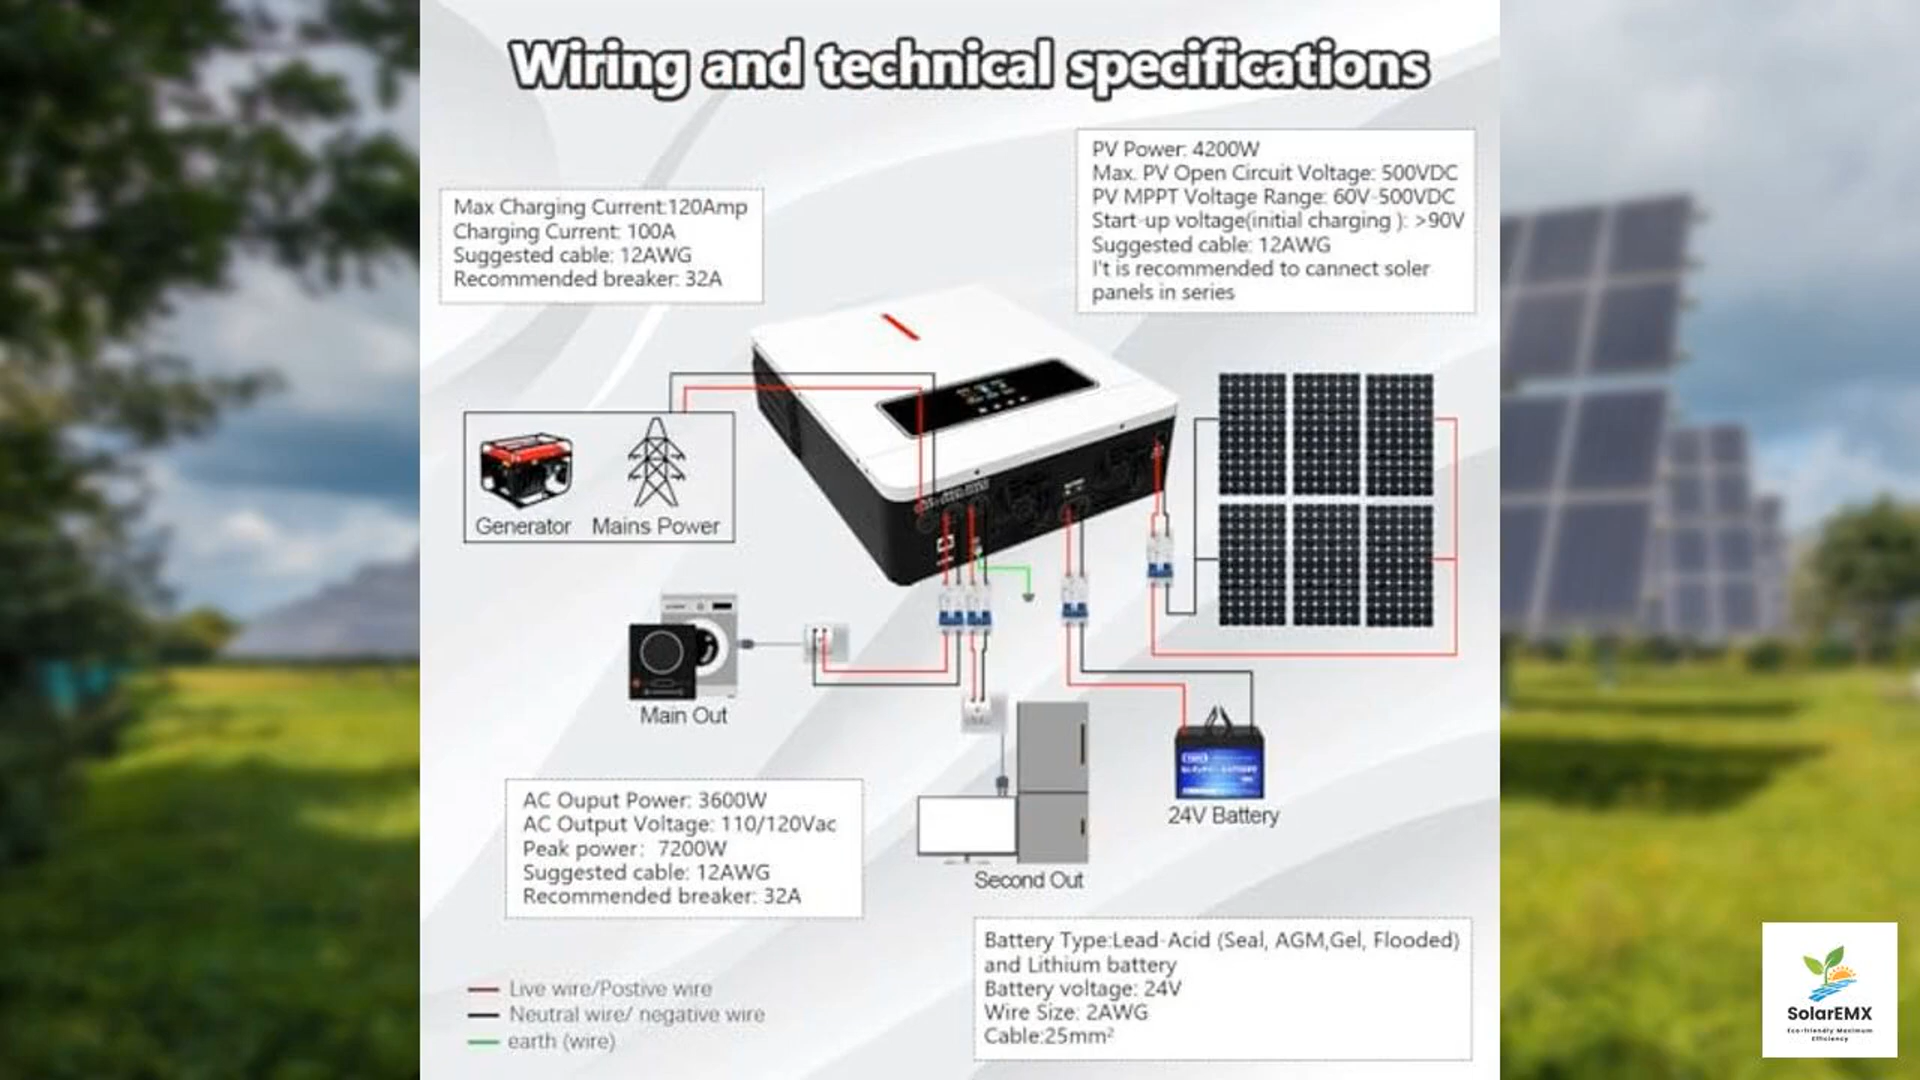 Wiring and technical specifications
Max Charging Current:120Amp
Charging Current: 100A
Suggested cable: 12AWG
Recommended breaker: 32A
PV Power: 4200W
Max. PV Open Circuit Voltage: 500VDC
PV MPPT Voltage Range: 60V-500VDC
Start-up voltage(initial charging ): >90V
Suggested cable: 12AWG
I't is recommended to cannect soler
panels in series
Generator
Mains Power
Main Out
24V Battery
AC Ouput Power: 3600W
AC Output Voltage: 110/120Vac
Peak power: 7200W
Suggested cable: 12AWG
Recommended breaker: 32A
Second Out
Battery Type:Lead-Acid (Seal, AGM,Gel, Flooded)
and Lithium battery
Battery voltage: 24V
Wire Size: 2AWG
Cable:25mm²
Live wire/Postive wire
Neutral wire/ negative wire
earth (wire)
SolarEMX
Eco-friendly Maximum
Efficiency